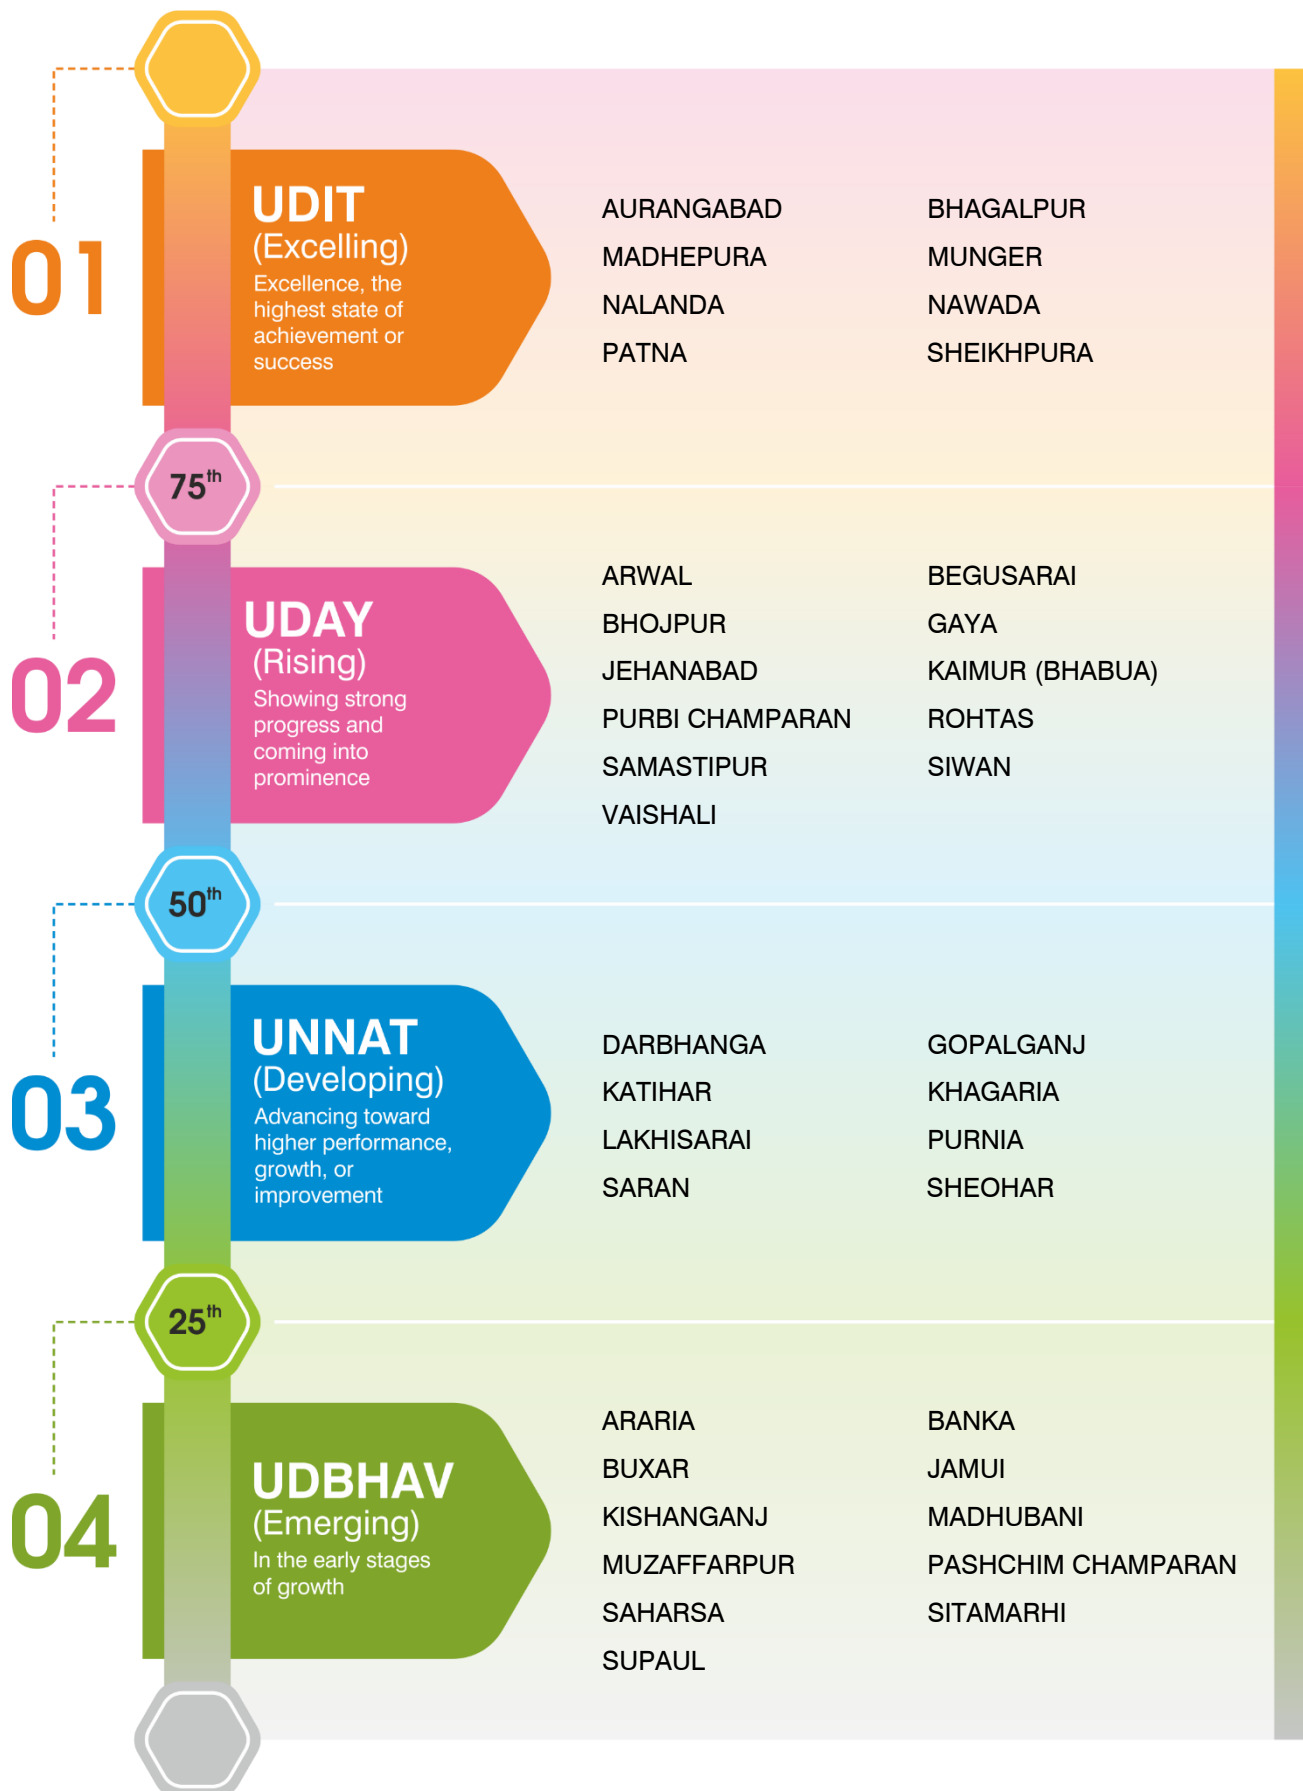 01
UDIT
(Excelling)
Excellence, the
highest state of
achievement or
success
AURANGABAD BHAGALPUR
MADHEPURA MUNGER
NALANDA NAWADA
PATNA SHEIKHPURA
75th
02
UDAY
(Rising)
Showing strong
progress and
coming into
prominence
ARWAL BEGUSARAI
BHOJPUR GAYA
JEHANABAD KAIMUR (BHABUA)
PURBI CHAMPARAN ROHTAS
SAMASTIPUR SIWAN
VAISHALI
50th
03
UNNAT
(Developing)
Advancing toward
higher performance,
growth, or
improvement
DARBHANGA GOPALGANJ
KATIHAR KHAGARIA
LAKHISARAI PURNIA
SARAN SHEOHAR
25th
04
UDBHAV
(Emerging)
In the early stages
of growth
ARARIA BANKA
BUXAR JAMUI
KISHANGANJ MADHUBANI
MUZAFFARPUR PASHCHIM CHAMPARAN
SAHARSA SITAMARHI
SUPAUL